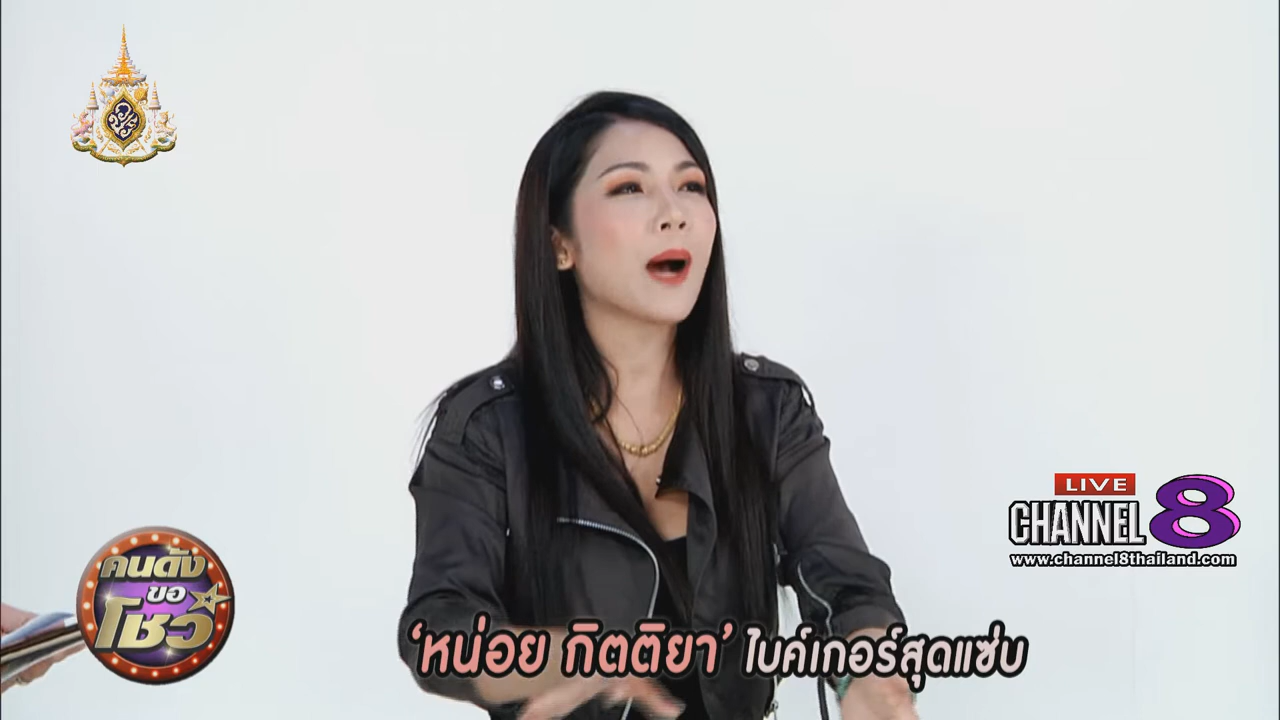 LIVE
CHANNEL 8
www.channel8thailand.com
คนดัง
ขอ
โชว์
‘หน่อย กิตติยา’ ไบค์เกอร์สุดแซ่บ